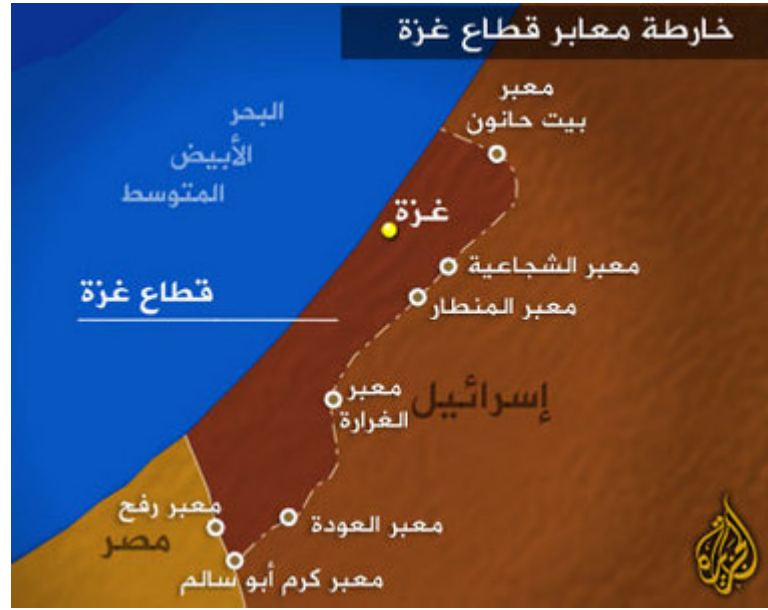 خارطة معابر قطاع غزة
معبر
بيت حانون
البحر
الأبيض
المتوسط
غزة
معبر الشجاعية
قطاع غزة
معبر المنطار
معبر
الغرارة
إسرائيل
معبر رفح
معبر العودة
مصر
معبر كرم أبو سالم
الجزيرة